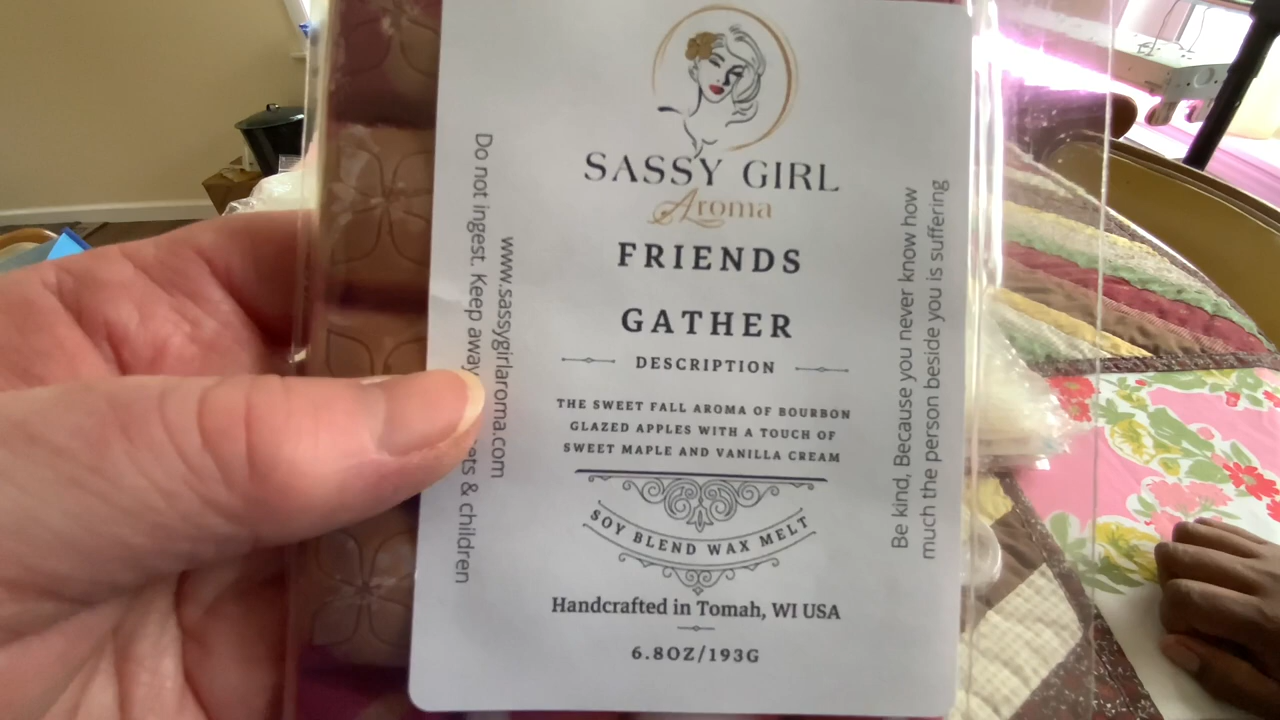 SASSY GIRL
Aroma
FRIENDS
GATHER
DESCRIPTION
THE SWEET FALL AROMA OF BOURBON
GLAZED APPLES WITH A TOUCH OF
SWEET MAPLE AND VANILLA CREAM
SOY BLEND WAX MELT
Handcrafted in Tomah, WI USA
6.8OZ/193G
Do not ingest. Keep away & children
www.sassygirlaroma.com
Be kind, Because you never know how
much the person beside you is suffering